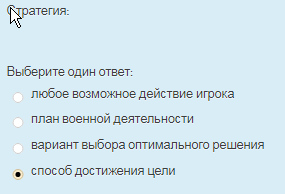 Стратегия:
Выберите один ответ:
любое возможное действие игрока
план военной деятельности
вариант выбора оптимального решения
способ достижения цели